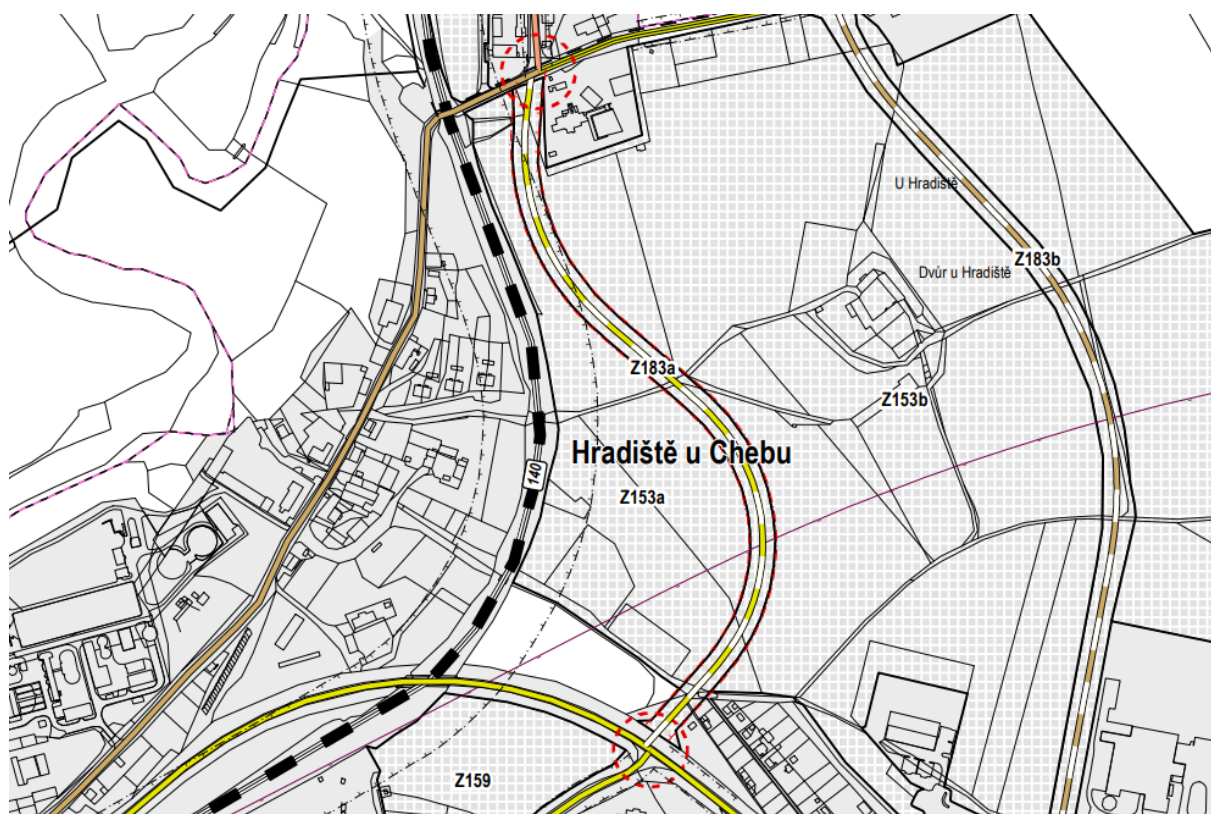 U Hradiště
Z183b
Dvůr u Hradiště
Z183a
Z153b
Hradiště u Chebu
140
Z153a
Z159